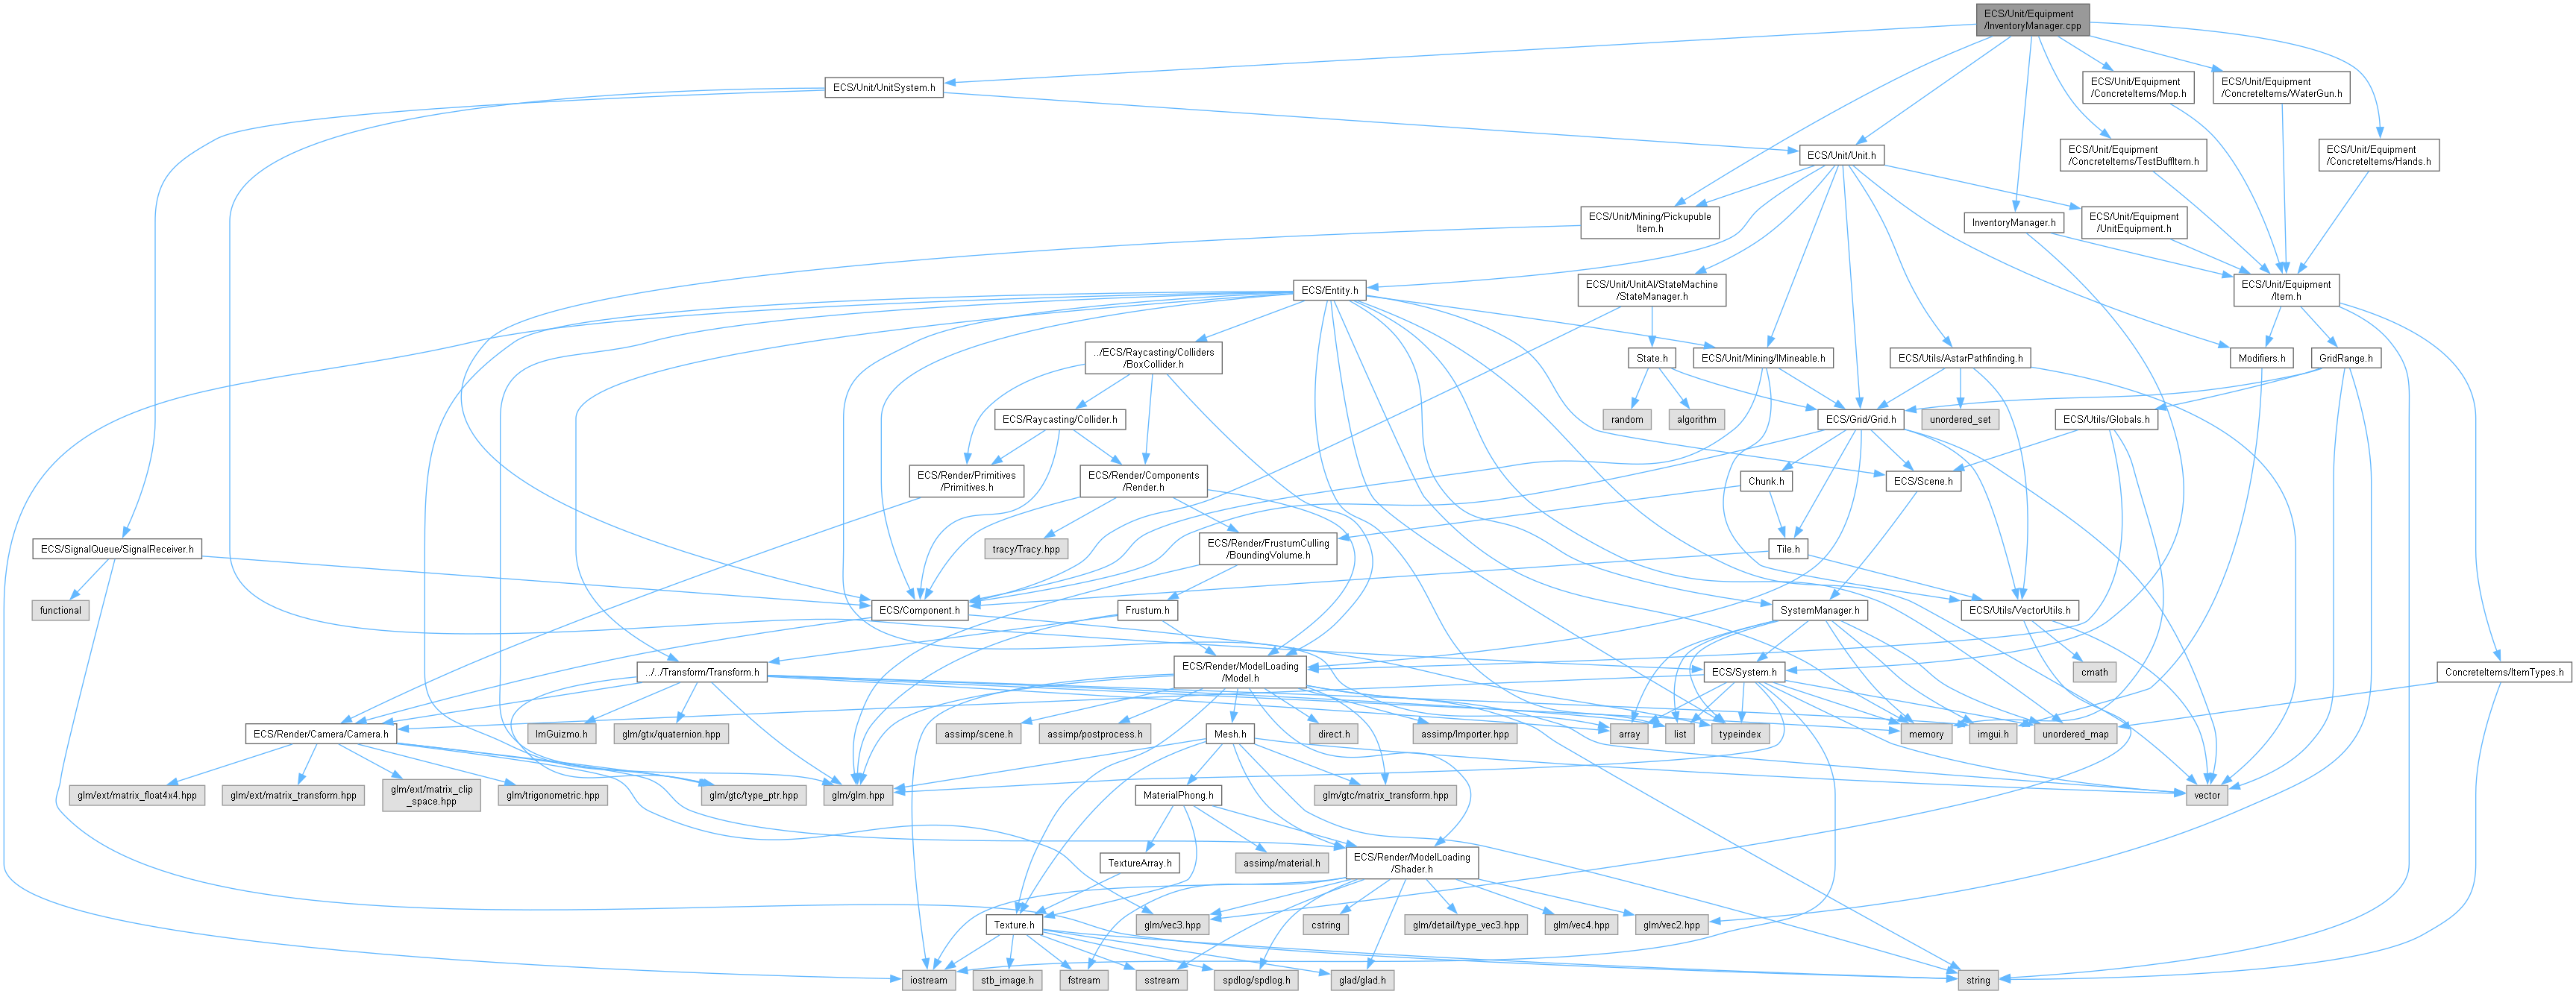 ECS/Unit/Equipment
/InventoryManager.cpp
ECS/Unit/UnitSystem.h
ECS/Unit/Equipment
/ConcreteItems/Mop.h
ECS/Unit/Equipment
/ConcreteItems/WaterGun.h
ECS/Unit/Unit.h
ECS/Unit/Equipment
/ConcreteItems/TestBuffItem.h
ECS/Unit/Equipment
/ConcreteItems/Hands.h
ECS/Unit/Mining/Pickupuble
Item.h
InventoryManager.h
ECS/Unit/Equipment
/UnitEquipment.h
ECS/Entity.h
ECS/Unit/UnitAI/StateMachine
/StateManager.h
ECS/Unit/Equipment
/Item.h
../ECS/Raycasting/Colliders
/BoxCollider.h
State.h
ECS/Unit/Mining/IMineable.h
ECS/Utils/AstarPathfinding.h
Modifiers.h
GridRange.h
ECS/Raycasting/Collider.h
random
algorithm
ECS/Grid/Grid.h
unordered_set
ECS/Utils/Globals.h
ECS/Render/Primitives
/Primitives.h
ECS/Render/Components
/Render.h
Chunk.h
ECS/Scene.h
ECS/SignalQueue/SignalReceiver.h
tracy/Tracy.hpp
ECS/Render/FrustumCulling
/BoundingVolume.h
Tile.h
functional
ECS/Component.h
Frustum.h
SystemManager.h
ECS/Utils/VectorUtils.h
../../Transform/Transform.h
ECS/Render/ModelLoading
/Model.h
ECS/System.h
cmath
ConcreteItems/ItemTypes.h
ECS/Render/Camera/Camera.h
ImGuizmo.h
glm/gtx/quaternion.hpp
assimp/scene.h
assimp/postprocess.h
Mesh.h
direct.h
assimp/Importer.hpp
array
list
typeindex
memory
imgui.h
unordered_map
glm/ext/matrix_float4x4.hpp
glm/ext/matrix_transform.hpp
glm/ext/matrix_clip
_space.hpp
glm/trigonometric.hpp
glm/gtc/type_ptr.hpp
glm/glm.hpp
MaterialPhong.h
glm/gtc/matrix_transform.hpp
vector
TextureArray.h
assimp/material.h
ECS/Render/ModelLoading
/Shader.h
Texture.h
glm/vec3.hpp
cstring
glm/detail/type_vec3.hpp
glm/vec4.hpp
glm/vec2.hpp
iostream
stb_image.h
fstream
sstream
spdlog/spdlog.h
glad/glad.h
string